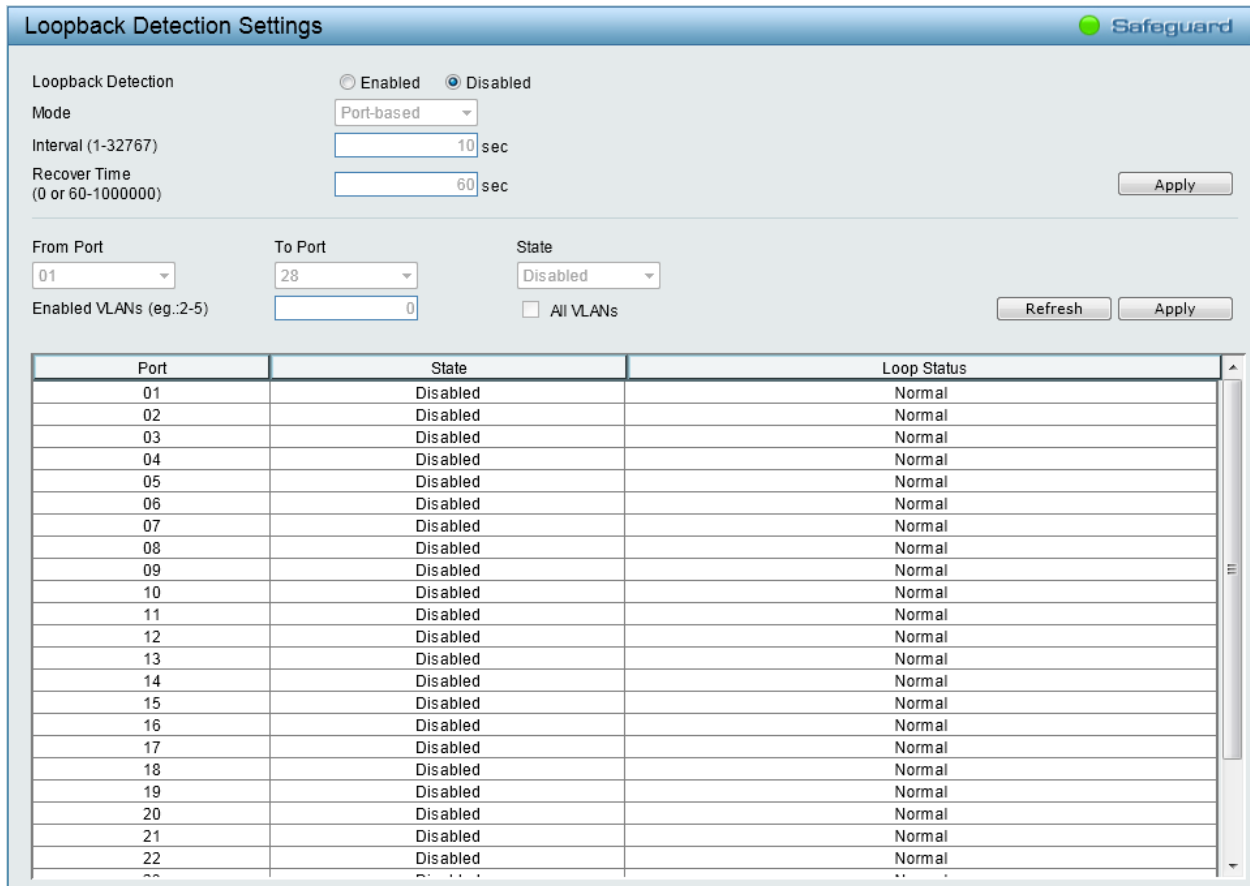 Loopback Detection Settings Safeguard
Loopback Detection Enabled Disabled
Mode Port-based
Interval (1-32767) 10 sec
Recover Time
(0 or 60-1000000) 60 sec Apply
From Port To Port State
01 28 Disabled
Enabled VLANs (eg.:2-5) 0 All VLANs Refresh Apply
Port State Loop Status
01 Disabled Normal
02 Disabled Normal
03 Disabled Normal
04 Disabled Normal
05 Disabled Normal
06 Disabled Normal
07 Disabled Normal
08 Disabled Normal
09 Disabled Normal
10 Disabled Normal
11 Disabled Normal
12 Disabled Normal
13 Disabled Normal
14 Disabled Normal
15 Disabled Normal
16 Disabled Normal
17 Disabled Normal
18 Disabled Normal
19 Disabled Normal
20 Disabled Normal
21 Disabled Normal
22 Disabled Normal